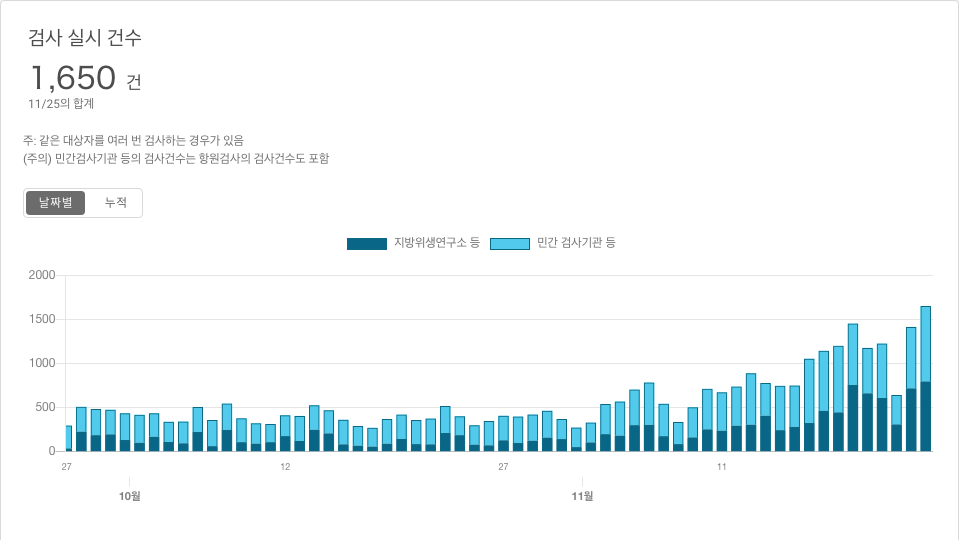 검사 실시 건수
1,650 건
11/25의 합계
주: 같은 대상자를 여러 번 검사하는 경우가 있음
(주의) 민간검사기관 등의 검사건수는 항원검사의 검사건수도 포함
날짜별 누적
지방위생연구소 등 민간 검사기관 등
2000
1500
1000
500
0
27 12 27 11
10월 11월